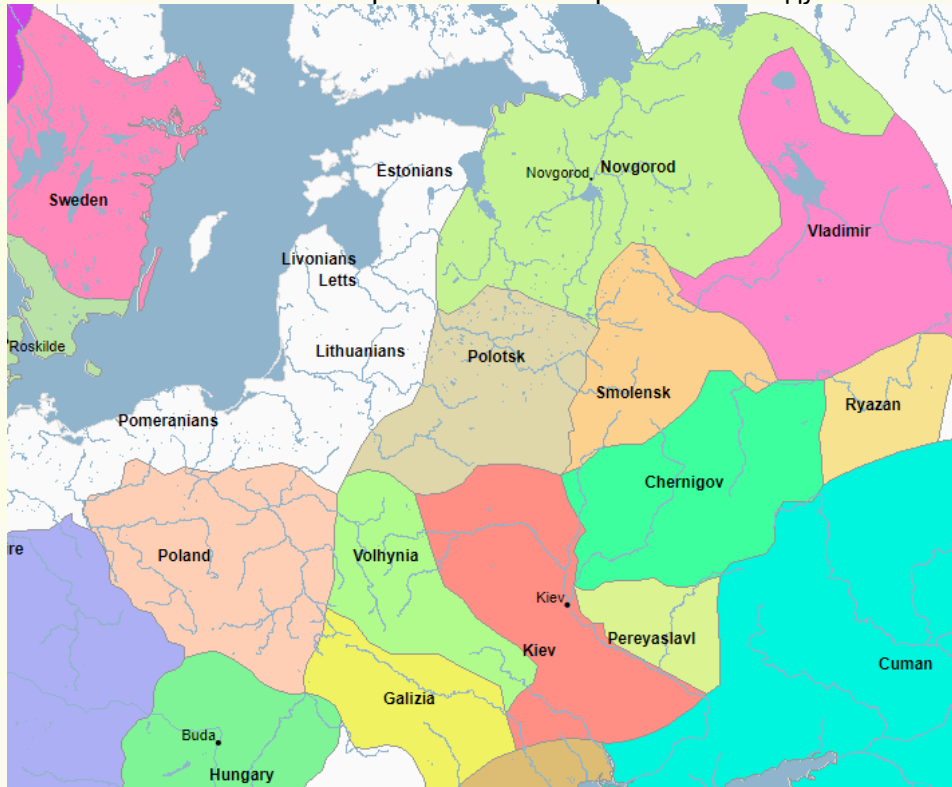 Estonians
Novgorod
Novgorod
Sweden
Vladimir
Livonians
Letts
Roskilde
Lithuanians
Polotsk
Smolensk
Ryazan
Pomeranians
Chernigov
re
Poland
Volhynia
Kiev
Pereyaslavl
Kiev
Cuman
Galizia
Buda
Hungary